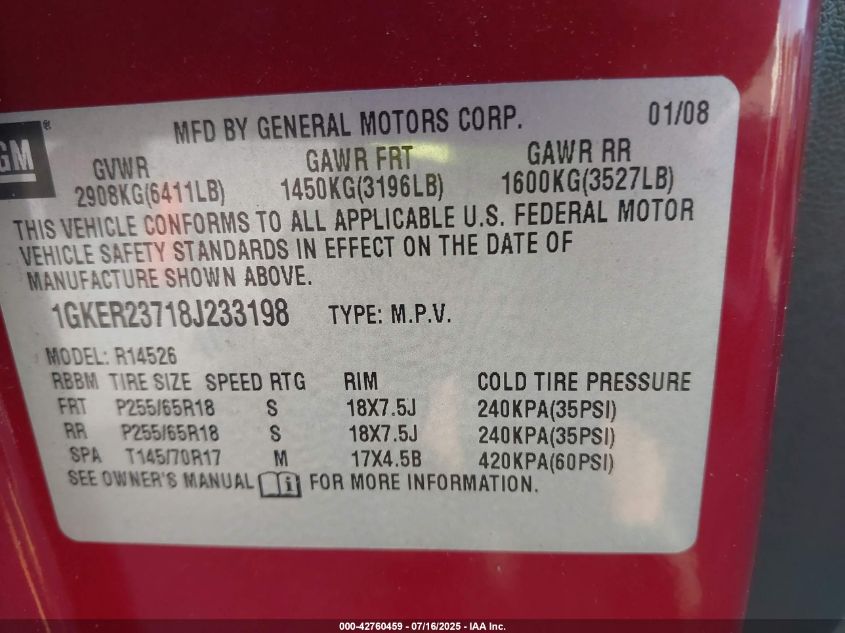 GM®
MFD BY GENERAL MOTORS CORP. 01/08
GVWR GAWR FRT GAWR RR
2908KG(6411LB) 1450KG(3196LB) 1600KG(3527LB)
THIS VEHICLE CONFORMS TO ALL APPLICABLE U.S. FEDERAL MOTOR
VEHICLE SAFETY STANDARDS IN EFFECT ON THE DATE OF
MANUFACTURE SHOWN ABOVE.
1GKER23718J233198 TYPE: M.P.V.
MODEL: R14526
RBBM TIRE SIZE SPEED RTG RIM COLD TIRE PRESSURE
FRT P255/65R18 S 18X7.5J 240KPA(35PSI)
RR P255/65R18 S 18X7.5J 240KPA(35PSI)
SPA T145/70R17 M 17X4.5B 420KPA(60PSI)
SEE OWNER'S MANUAL i FOR MORE INFORMATION.
000-42760459 - 07/16/2025 - IAA Inc.